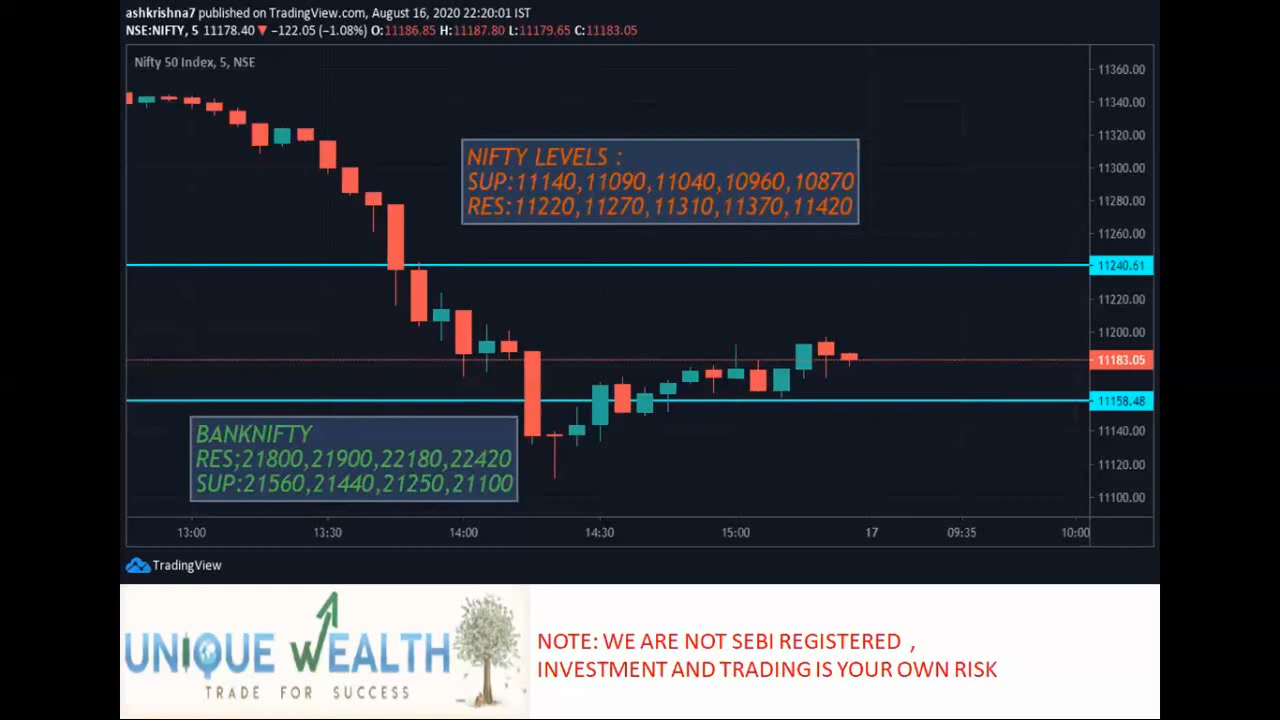 ashkrishna7 published on TradingView.com, August 16, 2020 22:20:01 IST
NSE:NIFTY, 5 11178.40 ▼ −122.05 (−1.08%) O:11186.85 H:11187.80 L:11179.65 C:11183.05
Nifty 50 Index, 5, NSE
11360.00
11340.00
11320.00
11300.00
11280.00
11260.00
11240.61
11220.00
11200.00
11183.05
11158.48
11140.00
11120.00
11100.00
NIFTY LEVELS :
SUP:11140,11090,11040,10960,10870
RES:11220,11270,11310,11370,11420
BANKNIFTY
RES;21800,21900,22180,22420
SUP:21560,21440,21250,21100
13:00 13:30 14:00 14:30 15:00 17 09:35 10:00
TradingView
UNIQUE WEALTH
TRADE FOR SUCCESS
NOTE: WE ARE NOT SEBI REGISTERED ,
INVESTMENT AND TRADING IS YOUR OWN RISK